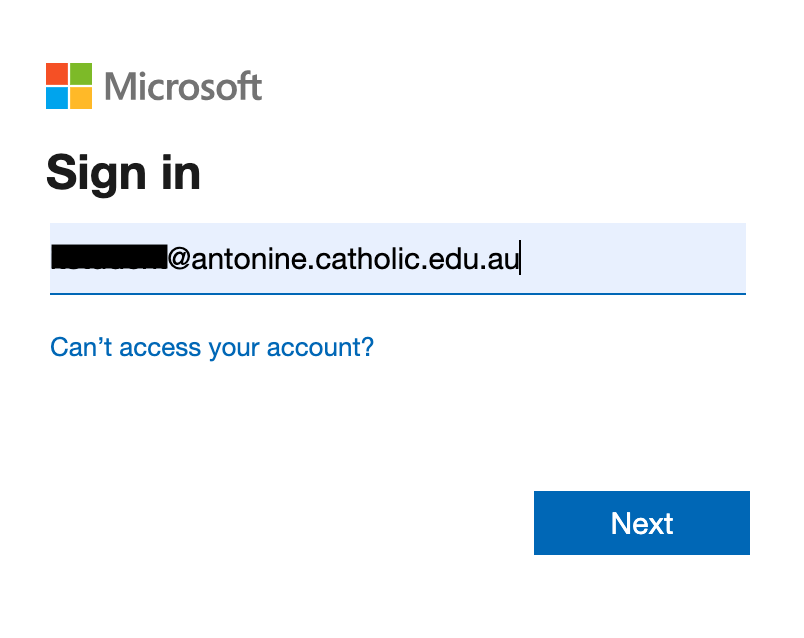 Microsoft
Sign in
@antonine.catholic.edu.au
Can't access your account?
Next